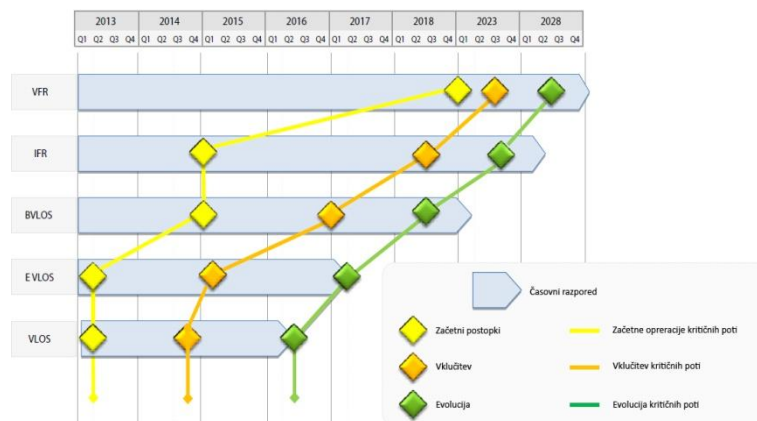 2013 2014 2015 2016 2017 2018 2023 2028
Q1 Q2 Q3 Q4 Q1 Q2 Q3 Q4 Q1 Q2 Q3 Q4 Q1 Q2 Q3 Q4 Q1 Q2 Q3 Q4 Q1 Q2 Q3 Q4 Q1 Q2 Q3 Q4 Q1 Q2 Q3 Q4
VFR
IFR
BVLOS
E VLOS
VLOS
Časovni razpored
Začetni postopki
Začetne opreracije kritičnih poti
Vključitev
Vključitev kritičnih poti
Evolucija
Evolucija kritičnih poti